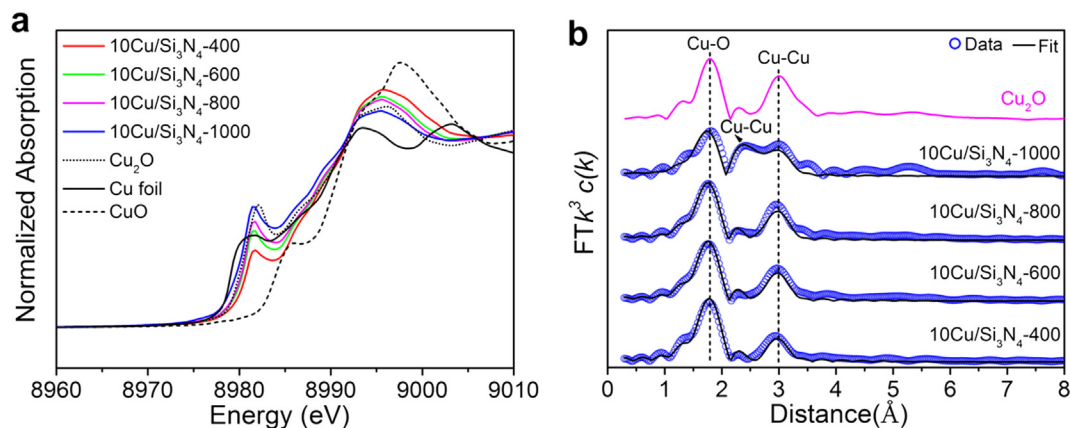 a
10Cu/Si₃N₄-400
10Cu/Si₃N₄-600
10Cu/Si₃N₄-800
10Cu/Si₃N₄-1000
Cu₂O
Cu foil
CuO
Normalized Absorption
8960 8970 8980 8990 9000 9010
Energy (eV)
b
Cu-O
Cu-Cu
Data
Fit
Cu₂O
Cu-Cu
10Cu/Si₃N₄-1000
10Cu/Si₃N₄-800
10Cu/Si₃N₄-600
10Cu/Si₃N₄-400
FTk³ c(k)
0 1 2 3 4 5 6 7 8
Distance(Å)